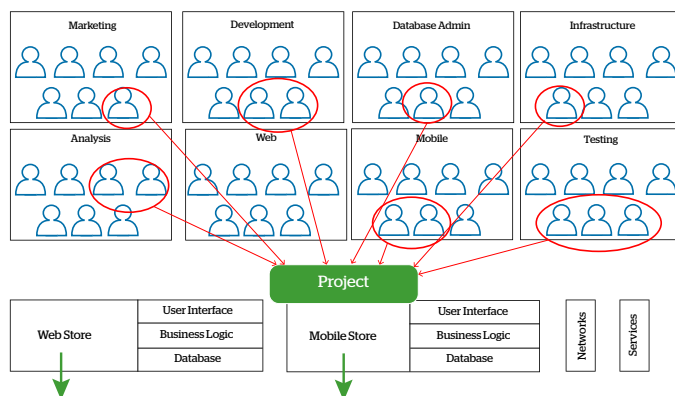 Marketing
Development
Database Admin
Infrastrucure
Analysis
Web
Mobile
Testing
Project
Web Store
User Interface
Business Logic
Database
Mobile Store
User Interface
Business Logic
Database
Networks
Services